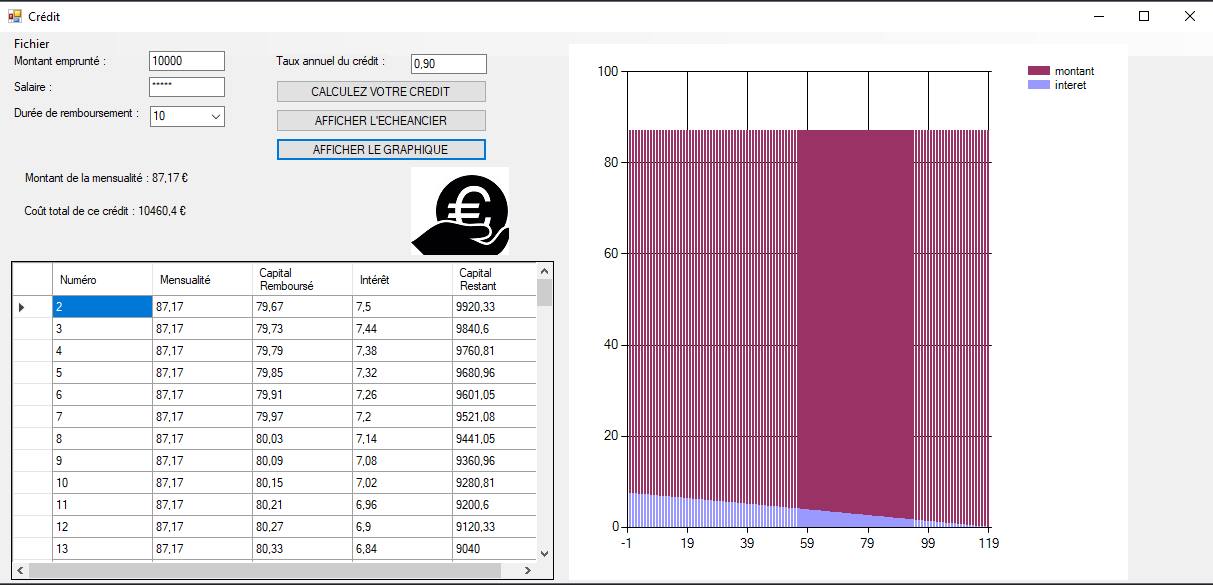 Crédit
Fichier
Montant emprunté : 10000
Salaire : *****
Durée de remboursement : 10
Taux annuel du crédit : 0,90
CALCULEZ VOTRE CREDIT
AFFICHER L'ECHEANCIER
AFFICHER LE GRAPHIQUE
Montant de la mensualité : 87,17 €
Coût total de ce crédit : 10460,4 €
€
Numéro Mensualité Capital Remboursé Intérêt Capital Restant
2 87,17 79,67 7,5 9920,33
3 87,17 79,73 7,44 9840,6
4 87,17 79,79 7,38 9760,81
5 87,17 79,85 7,32 9680,96
6 87,17 79,91 7,26 9601,05
7 87,17 79,97 7,2 9521,08
8 87,17 80,03 7,14 9441,05
9 87,17 80,09 7,08 9360,96
10 87,17 80,15 7,02 9280,81
11 87,17 80,21 6,96 9200,6
12 87,17 80,27 6,9 9120,33
13 87,17 80,33 6,84 9040
100
80
60
40
20
0
-1 19 39 59 79 99 119
montant
interet